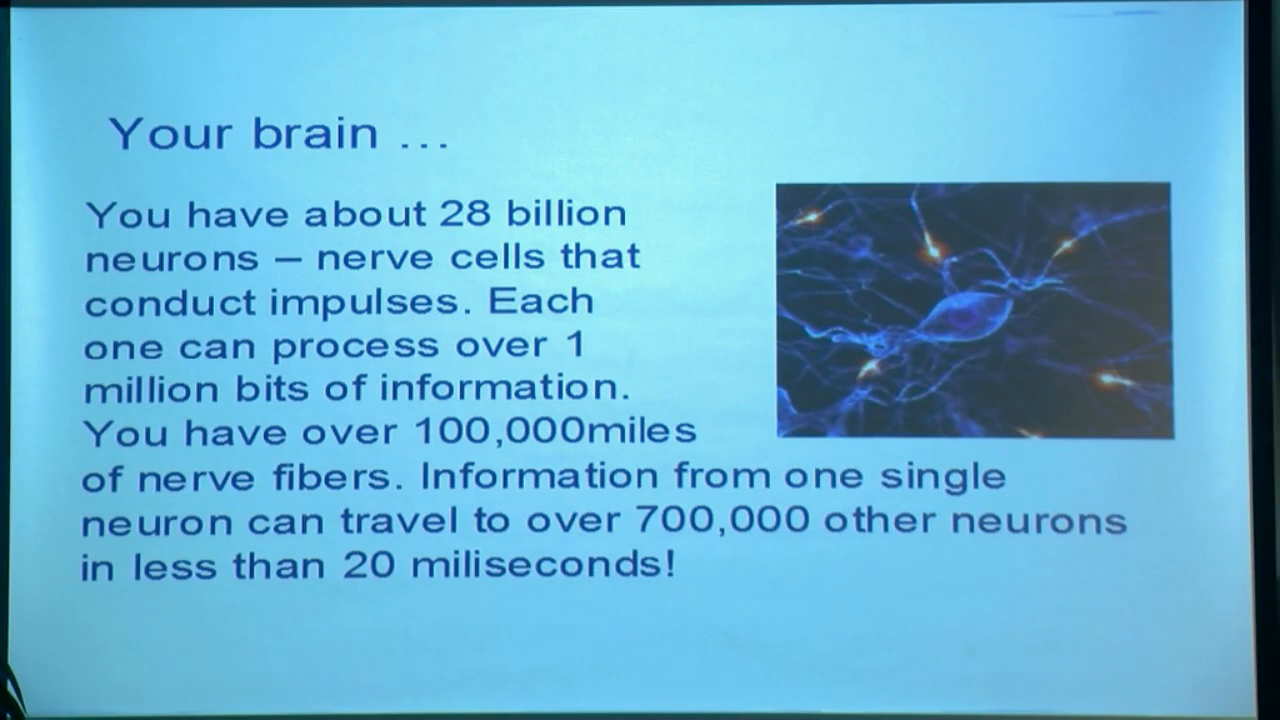 Your brain ...
You have about 28 billion
neurons – nerve cells that
conduct impulses. Each
one can process over 1
million bits of information.
You have over 100,000miles
of nerve fibers. Information from one single
neuron can travel to over 700,000 other neurons
in less than 20 miliseconds!